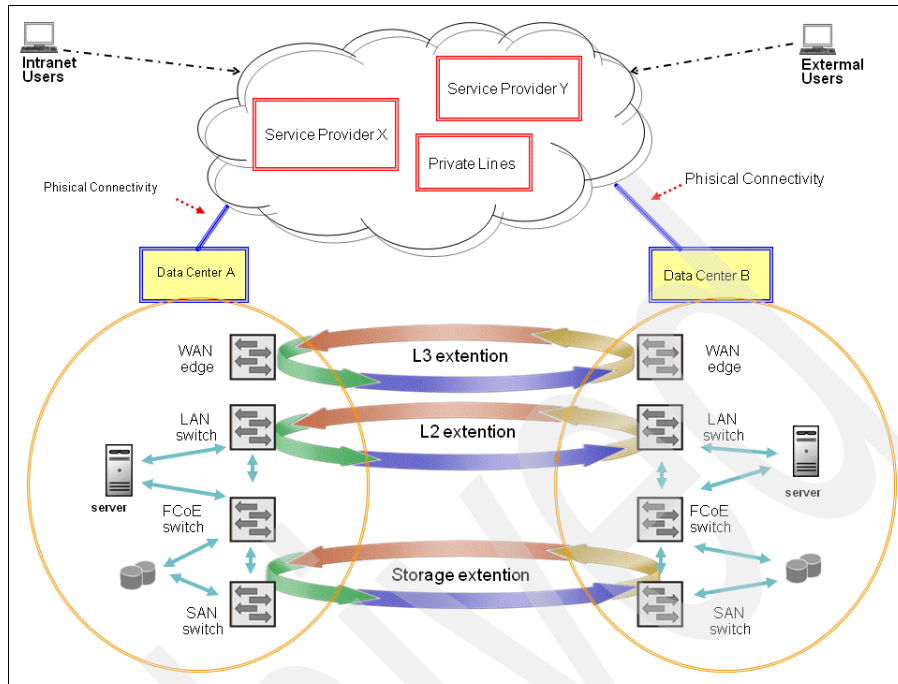 Intranet
Users
Extermal
Users
Service Provider Y
Service Provider X
Private Lines
Phisical Connectivity
Phisical Connectivity
Data Center A
Data Center B
WAN
edge
L3 extention
WAN
edge
LAN
switch
L2 extention
LAN
switch
server
server
FCoE
switch
FCoE
switch
Storage extention
SAN
switch
SAN
switch